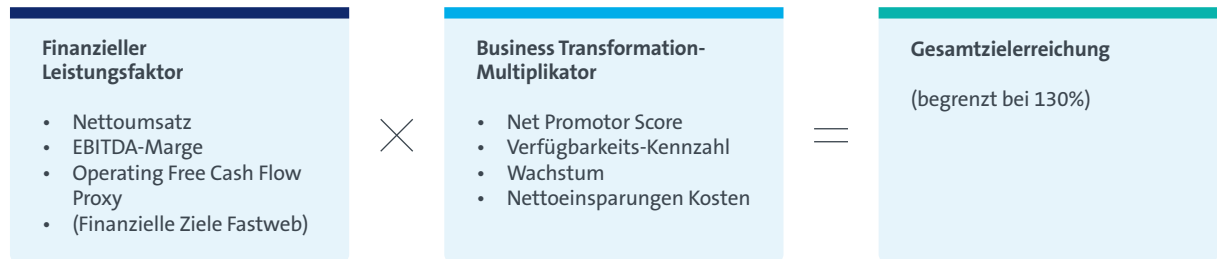 Finanzieller
Leistungsfaktor
• Nettoumsatz
• EBITDA-Marge
• Operating Free Cash Flow
Proxy
• (Finanzielle Ziele Fastweb)
×
Business Transformation-
Multiplikator
• Net Promotor Score
• Verfügbarkeits-Kennzahl
• Wachstum
• Nettoeinsparungen Kosten
=
Gesamtzielerreichung
(begrenzt bei 130%)